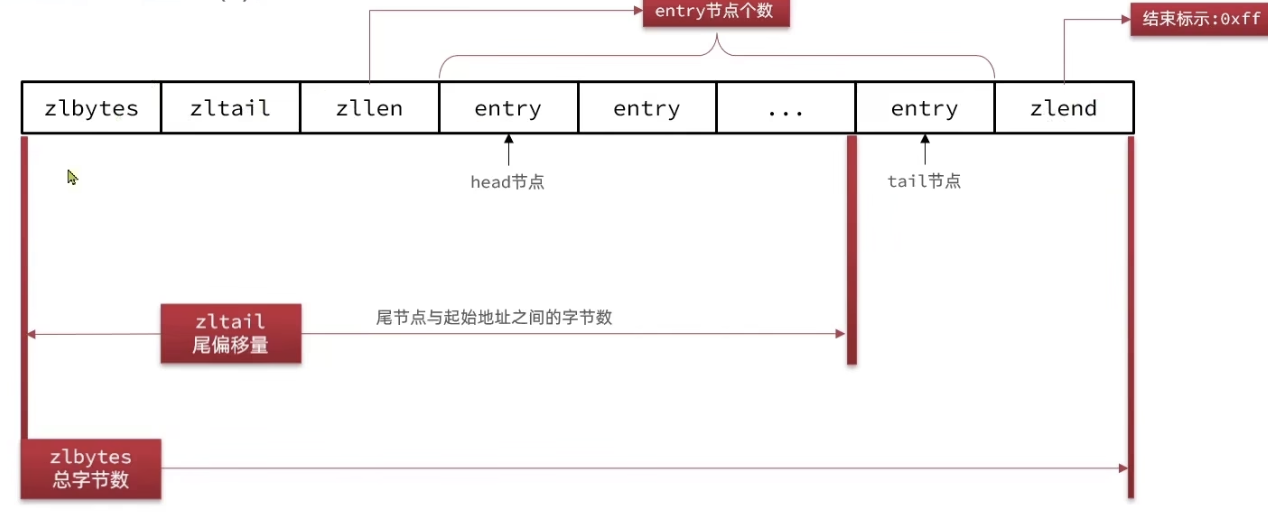 entry节点个数
结束标示:0xff
zlbytes zltail zllen entry entry ... entry zlend
head节点
tail节点
尾节点与起始地址之间的字节数
zltail
尾偏移量
zlbytes
总字节数